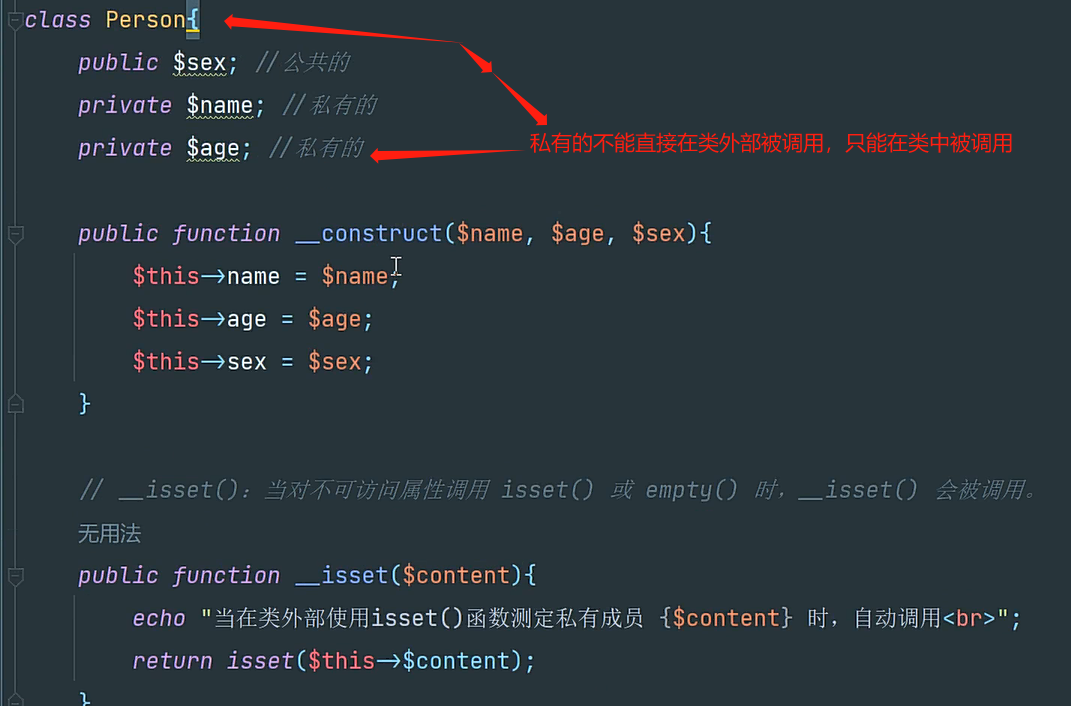 class Person{
public $sex; //公共的
private $name; //私有的
private $age; //私有的
私有的不能直接在类外部被调用，只能在类中被调用
public function __construct($name, $age, $sex){
$this->name = $name;
$this->age = $age;
$this->sex = $sex;
}
// __isset()：当对不可访问属性调用 isset() 或 empty() 时，__isset() 会被调用。
无用法
public function __isset($content){
echo "当在类外部使用isset()函数测定私有成员 {$content} 时，自动调用<br>";
return isset($this->$content);
}